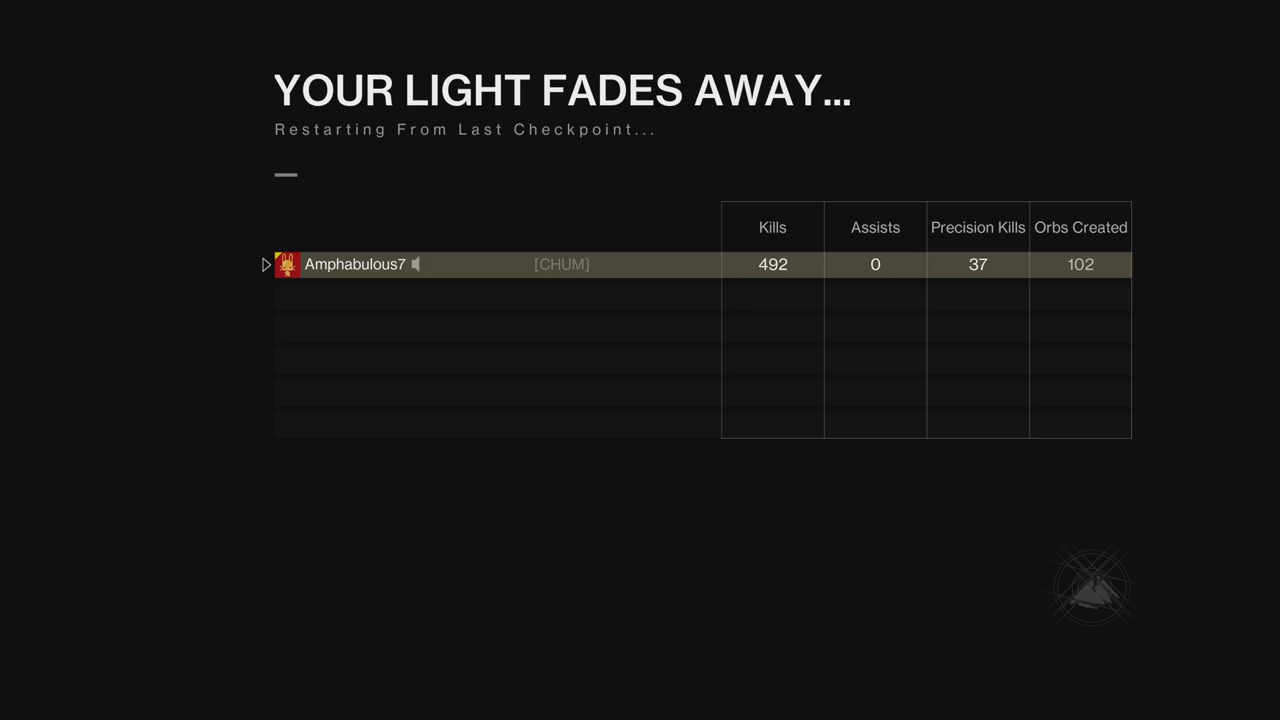 YOUR LIGHT FADES AWAY...
Restarting From Last Checkpoint...
Kills Assists Precision Kills Orbs Created
Amphabulous7 [CHUM] 492 0 37 102